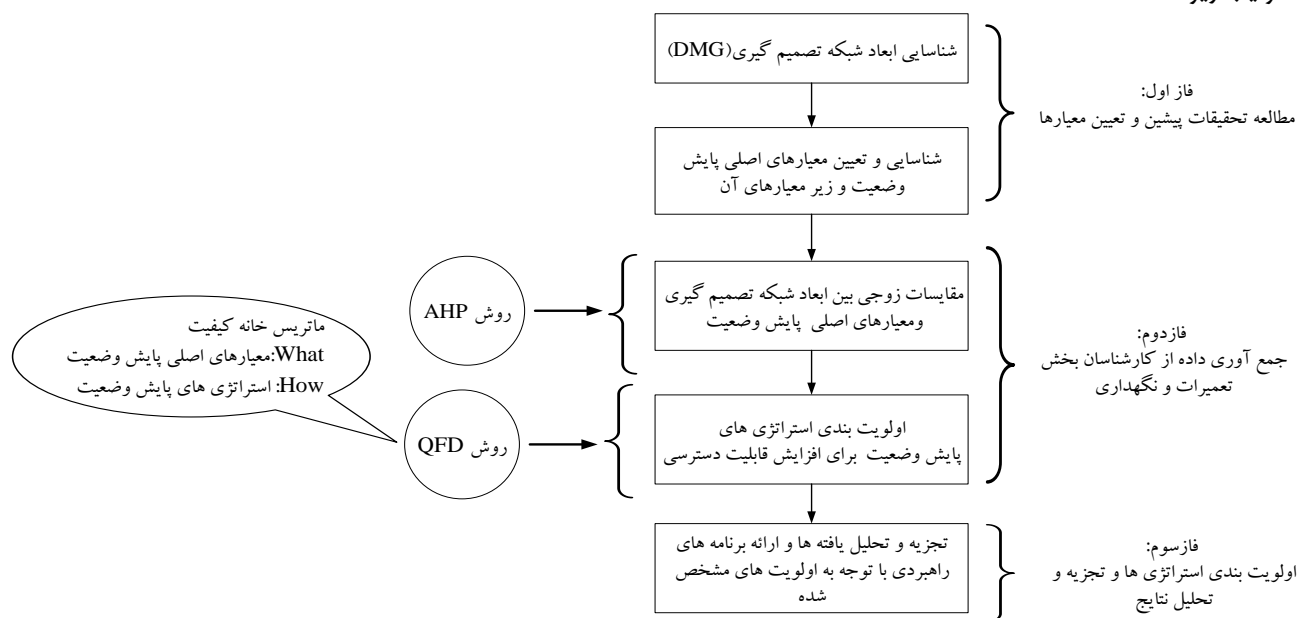 شناسایی ابعاد شبکه تصمیم گیری(DMG)
فاز اول:
مطالعه تحقیقات پیشین و تعیین معیارها
شناسایی و تعیین معیارهای اصلی پایش
وضعیت و زیر معیارهای آن
مقایسات زوجی بین ابعاد شبکه تصمیم گیری
ومعیارهای اصلی پایش وضعیت
روش AHP
فازدوم:
جمع آوری داده از کارشناسان بخش
تعمیرات و نگهداری
ماتریس خانه کیفیت
What:معیارهای اصلی پایش وضعیت
How: استراتژی های پایش وضعیت
اولویت بندی استراتژی های
پایش وضعیت برای افزایش قابلیت دسترسی
روش QFD
تجزیه و تحلیل یافته ها و ارائه برنامه های
راهبردی با توجه به اولویت های مشخص
شده
فازسوم:
اولویت بندی استراتژی ها و تجزیه و
تحلیل نتایج